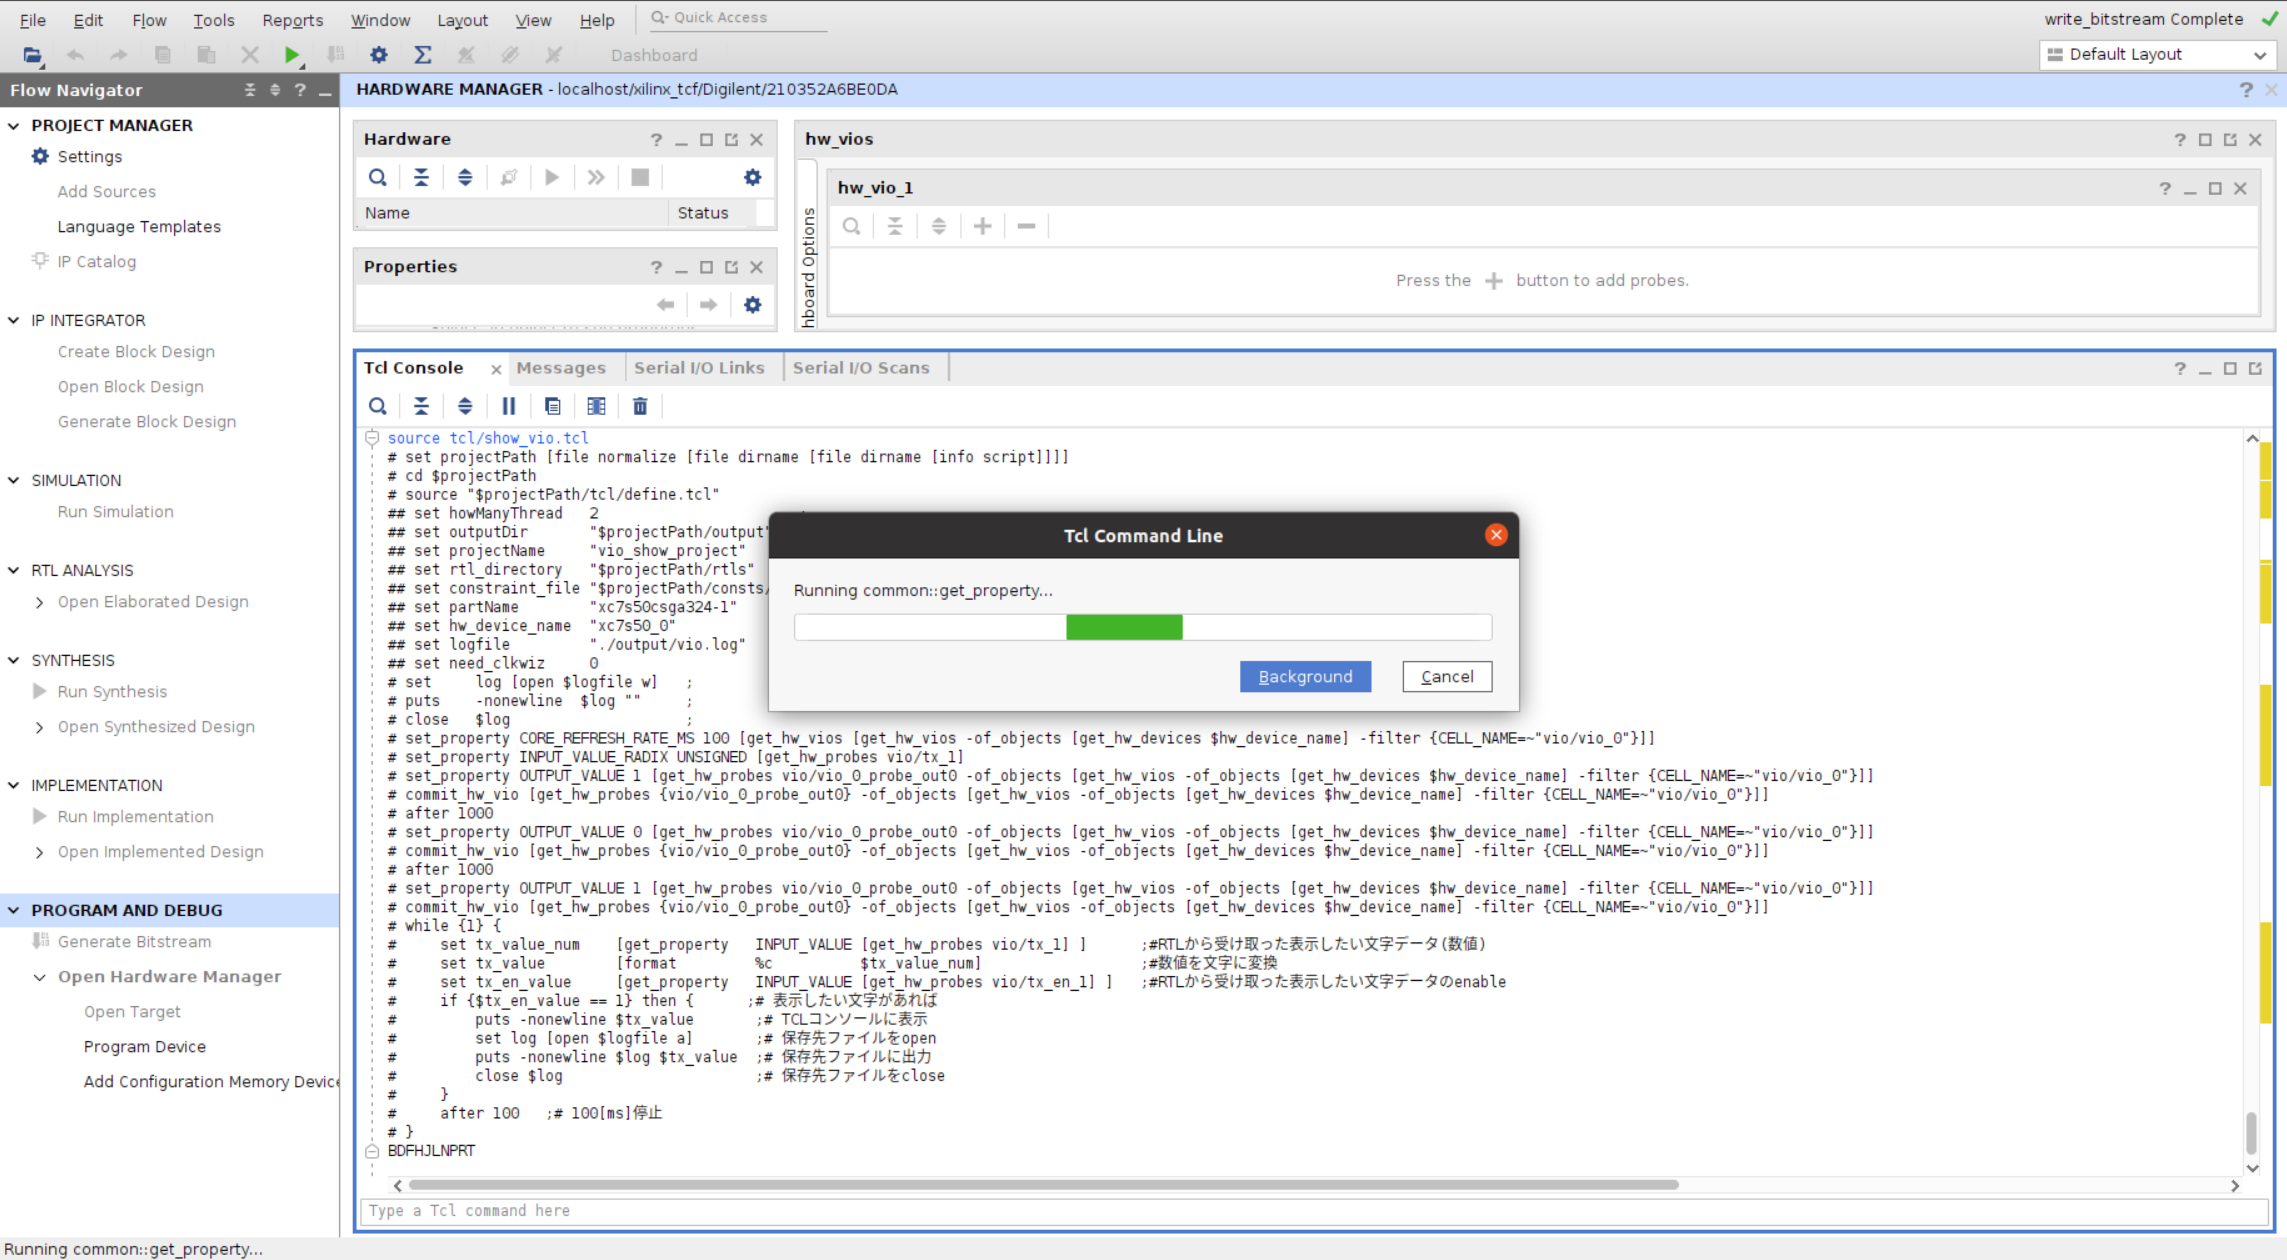 File Edit Flow Tools Reports Window Layout View Help Quick Access write_bitstream Complete
Dashboard Default Layout
Flow Navigator
HARDWARE MANAGER - localhost/xilinx_tcf/Digilent/210352A6BE0DA
PROJECT MANAGER
Settings
Add Sources
Language Templates
IP Catalog
IP INTEGRATOR
Create Block Design
Open Block Design
Generate Block Design
SIMULATION
Run Simulation
RTL ANALYSIS
Open Elaborated Design
SYNTHESIS
Run Synthesis
Open Synthesized Design
IMPLEMENTATION
Run Implementation
Open Implemented Design
PROGRAM AND DEBUG
Generate Bitstream
Open Hardware Manager
Open Target
Program Device
Add Configuration Memory Device
Hardware
Name Status
Properties
hw_vios
hboard Options
hw_vio_1
Press the + button to add probes.
Tcl Console Messages Serial I/O Links Serial I/O Scans
source tcl/show_vio.tcl
# set projectPath [file normalize [file dirname [file dirname [info script]]]]
# cd $projectPath
# source "$projectPath/tcl/define.tcl"
## set howManyThread 2
## set outputDir "$projectPath/output"
## set projectName "vio_show_project"
## set rtl_directory "$projectPath/rtls"
## set constraint_file "$projectPath/consts/
## set partName "xc7s50csga324-1"
## set hw_device_name "xc7s50_0"
## set logfile "./output/vio.log"
## set need_clkwiz 0
# set log [open $logfile w] ;
# puts -nonewline $log "" ;
# close $log ;
# set_property CORE_REFRESH_RATE_MS 100 [get_hw_vios [get_hw_vios -of_objects [get_hw_devices $hw_device_name] -filter {CELL_NAME=~"vio/vio_0"}]]
# set_property INPUT_VALUE_RADIX UNSIGNED [get_hw_probes vio/tx_1]
# set_property OUTPUT_VALUE 1 [get_hw_probes vio/vio_0_probe_out0 -of_objects [get_hw_vios -of_objects [get_hw_devices $hw_device_name] -filter {CELL_NAME=~"vio/vio_0"}]]
# commit_hw_vio [get_hw_probes {vio/vio_0_probe_out0} -of_objects [get_hw_vios -of_objects [get_hw_devices $hw_device_name] -filter {CELL_NAME=~"vio/vio_0"}]]
# after 1000
# set_property OUTPUT_VALUE 0 [get_hw_probes vio/vio_0_probe_out0 -of_objects [get_hw_vios -of_objects [get_hw_devices $hw_device_name] -filter {CELL_NAME=~"vio/vio_0"}]]
# commit_hw_vio [get_hw_probes {vio/vio_0_probe_out0} -of_objects [get_hw_vios -of_objects [get_hw_devices $hw_device_name] -filter {CELL_NAME=~"vio/vio_0"}]]
# after 1000
# set_property OUTPUT_VALUE 1 [get_hw_probes vio/vio_0_probe_out0 -of_objects [get_hw_vios -of_objects [get_hw_devices $hw_device_name] -filter {CELL_NAME=~"vio/vio_0"}]]
# commit_hw_vio [get_hw_probes {vio/vio_0_probe_out0} -of_objects [get_hw_vios -of_objects [get_hw_devices $hw_device_name] -filter {CELL_NAME=~"vio/vio_0"}]]
# while {1} {
# set tx_value_num [get_property INPUT_VALUE [get_hw_probes vio/tx_1] ] ;#RTLから受け取った表示したい文字データ(数値)
# set tx_value [format %c $tx_value_num] ;#数値を文字に変換
# set tx_en_value [get_property INPUT_VALUE [get_hw_probes vio/tx_en_1] ] ;#RTLから受け取った表示したい文字データのenable
# if {$tx_en_value == 1} then { ;# 表示したい文字があれば
# puts -nonewline $tx_value ;# TCLコンソールに表示
# set log [open $logfile a] ;# 保存先ファイルをopen
# puts -nonewline $log $tx_value ;# 保存先ファイルに出力
# close $log ;# 保存先ファイルをclose
# }
# after 100 ;# 100[ms]停止
# }
BDFHJLNPRT
Type a Tcl command here
Tcl Command Line
Running common::get_property...
Background Cancel
Running common::get_property...